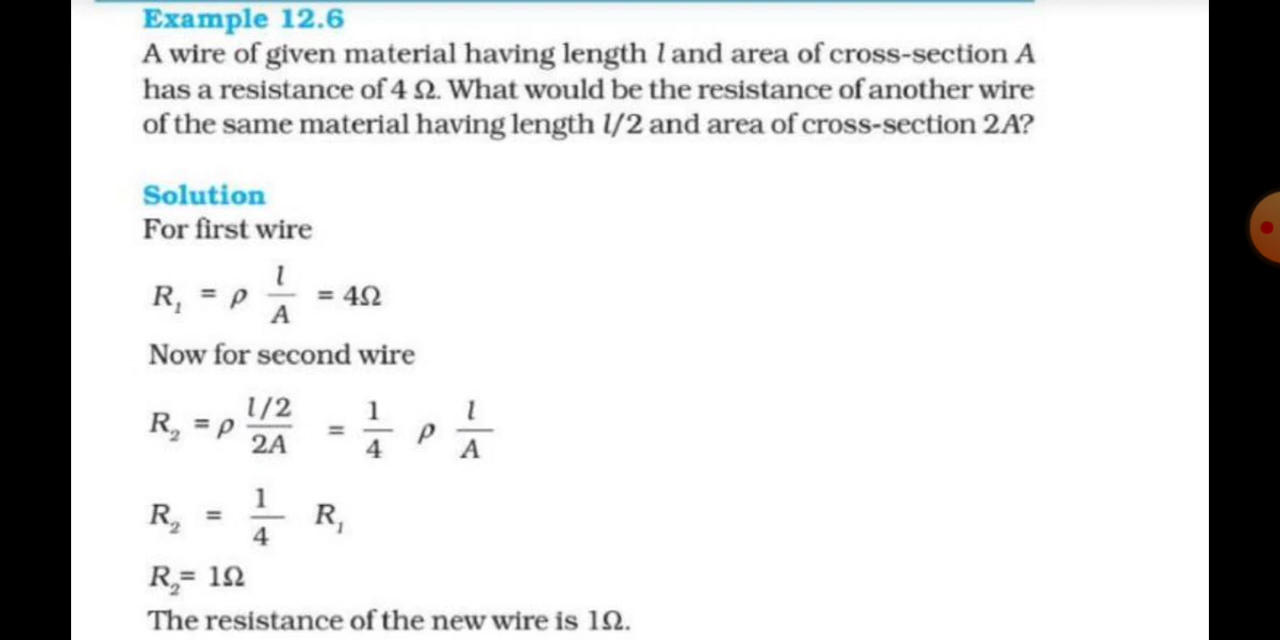 Example 12.6
A wire of given material having length l and area of cross-section A
has a resistance of 4 Ω. What would be the resistance of another wire
of the same material having length l/2 and area of cross-section 2A?
Solution
For first wire
R₁ = ρ l/A = 4Ω
Now for second wire
R₂ = ρ (l/2)/2A = 1/4 ρ l/A
R₂ = 1/4 R₁
R₂= 1Ω
The resistance of the new wire is 1Ω.